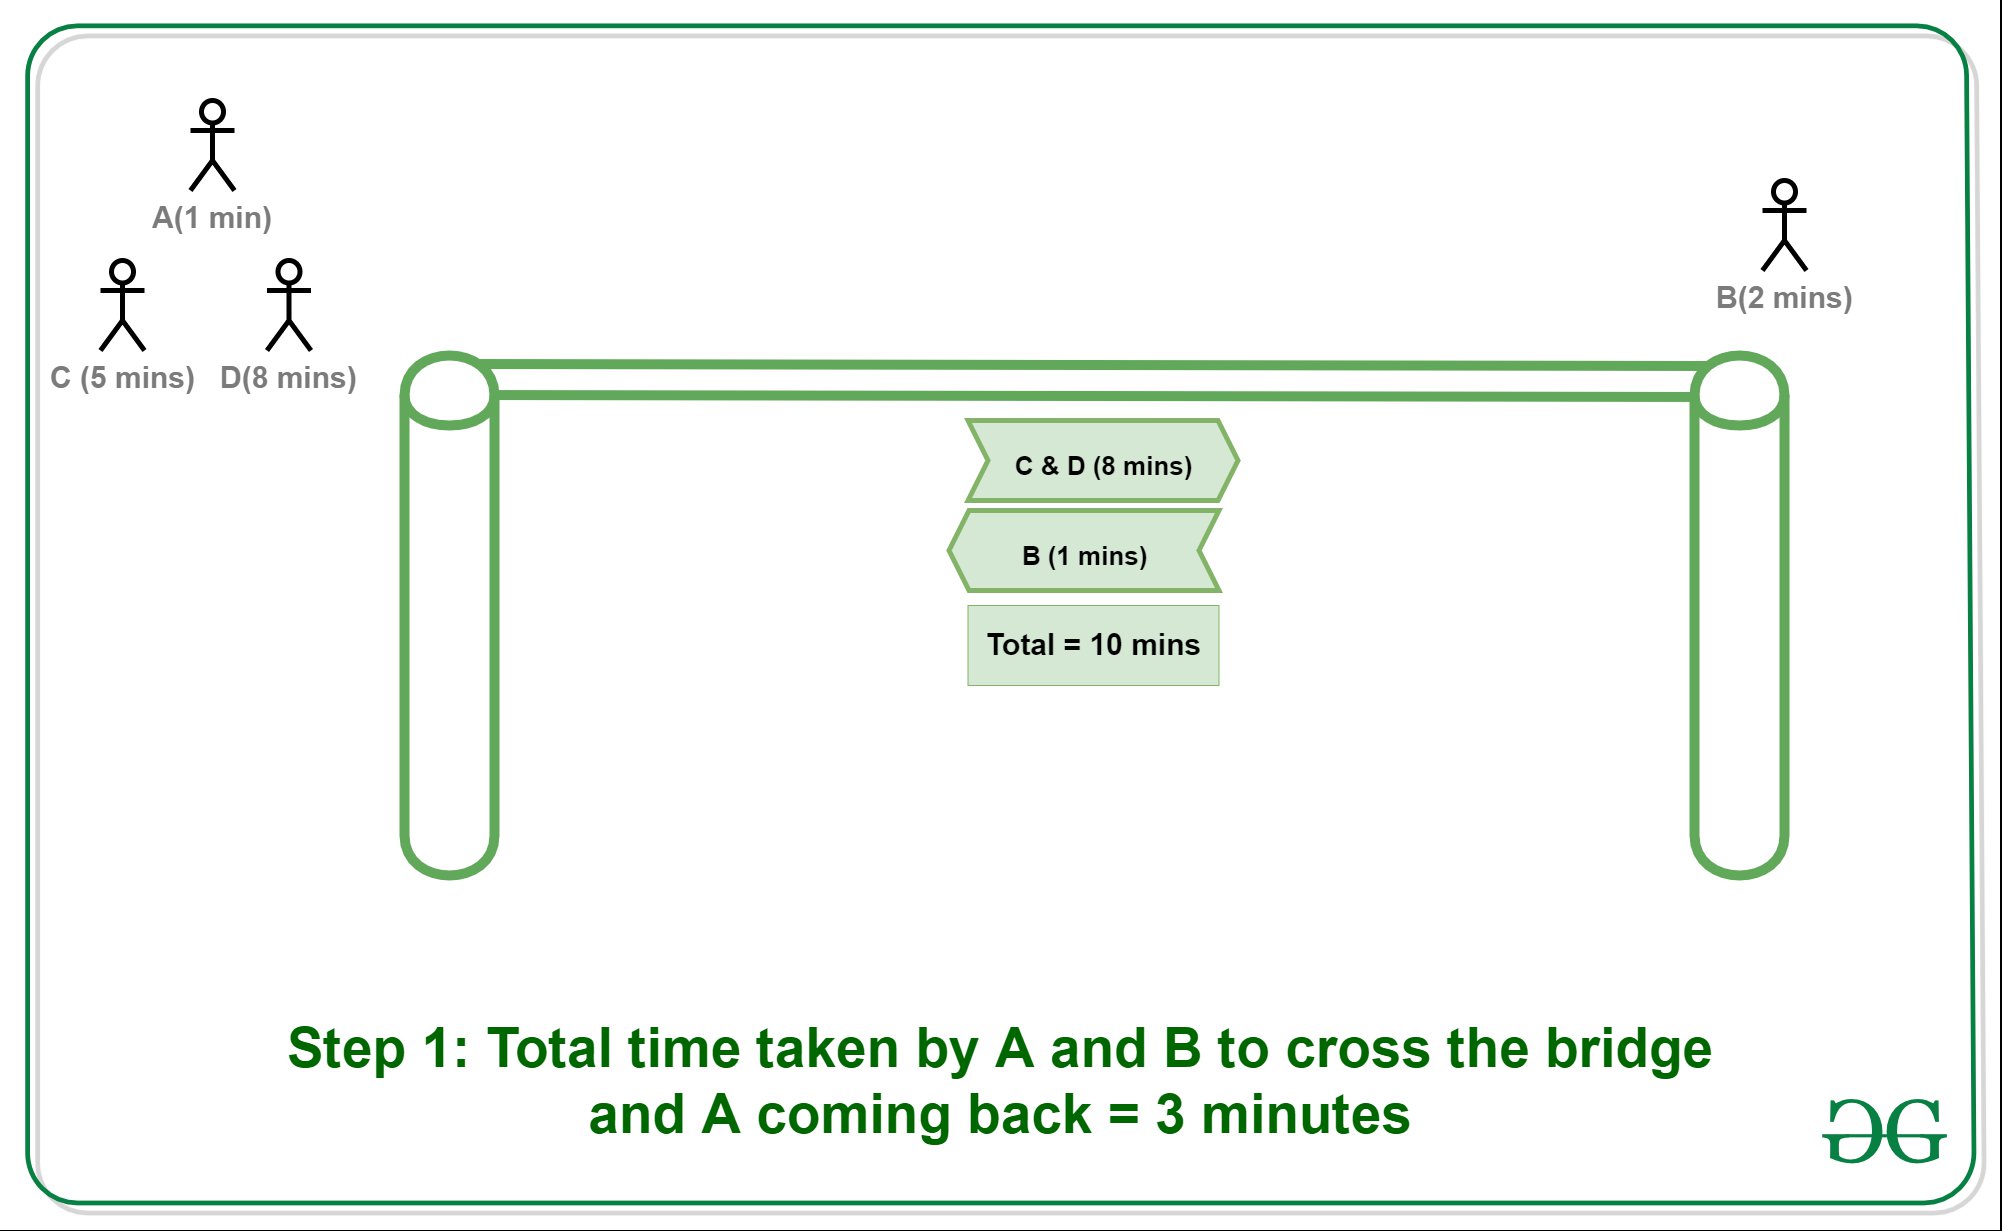 A(1 min)
B(2 mins)
C (5 mins) D(8 mins)
C & D (8 mins)
B (1 mins)
Total = 10 mins
Step 1: Total time taken by A and B to cross the bridge
and A coming back = 3 minutes